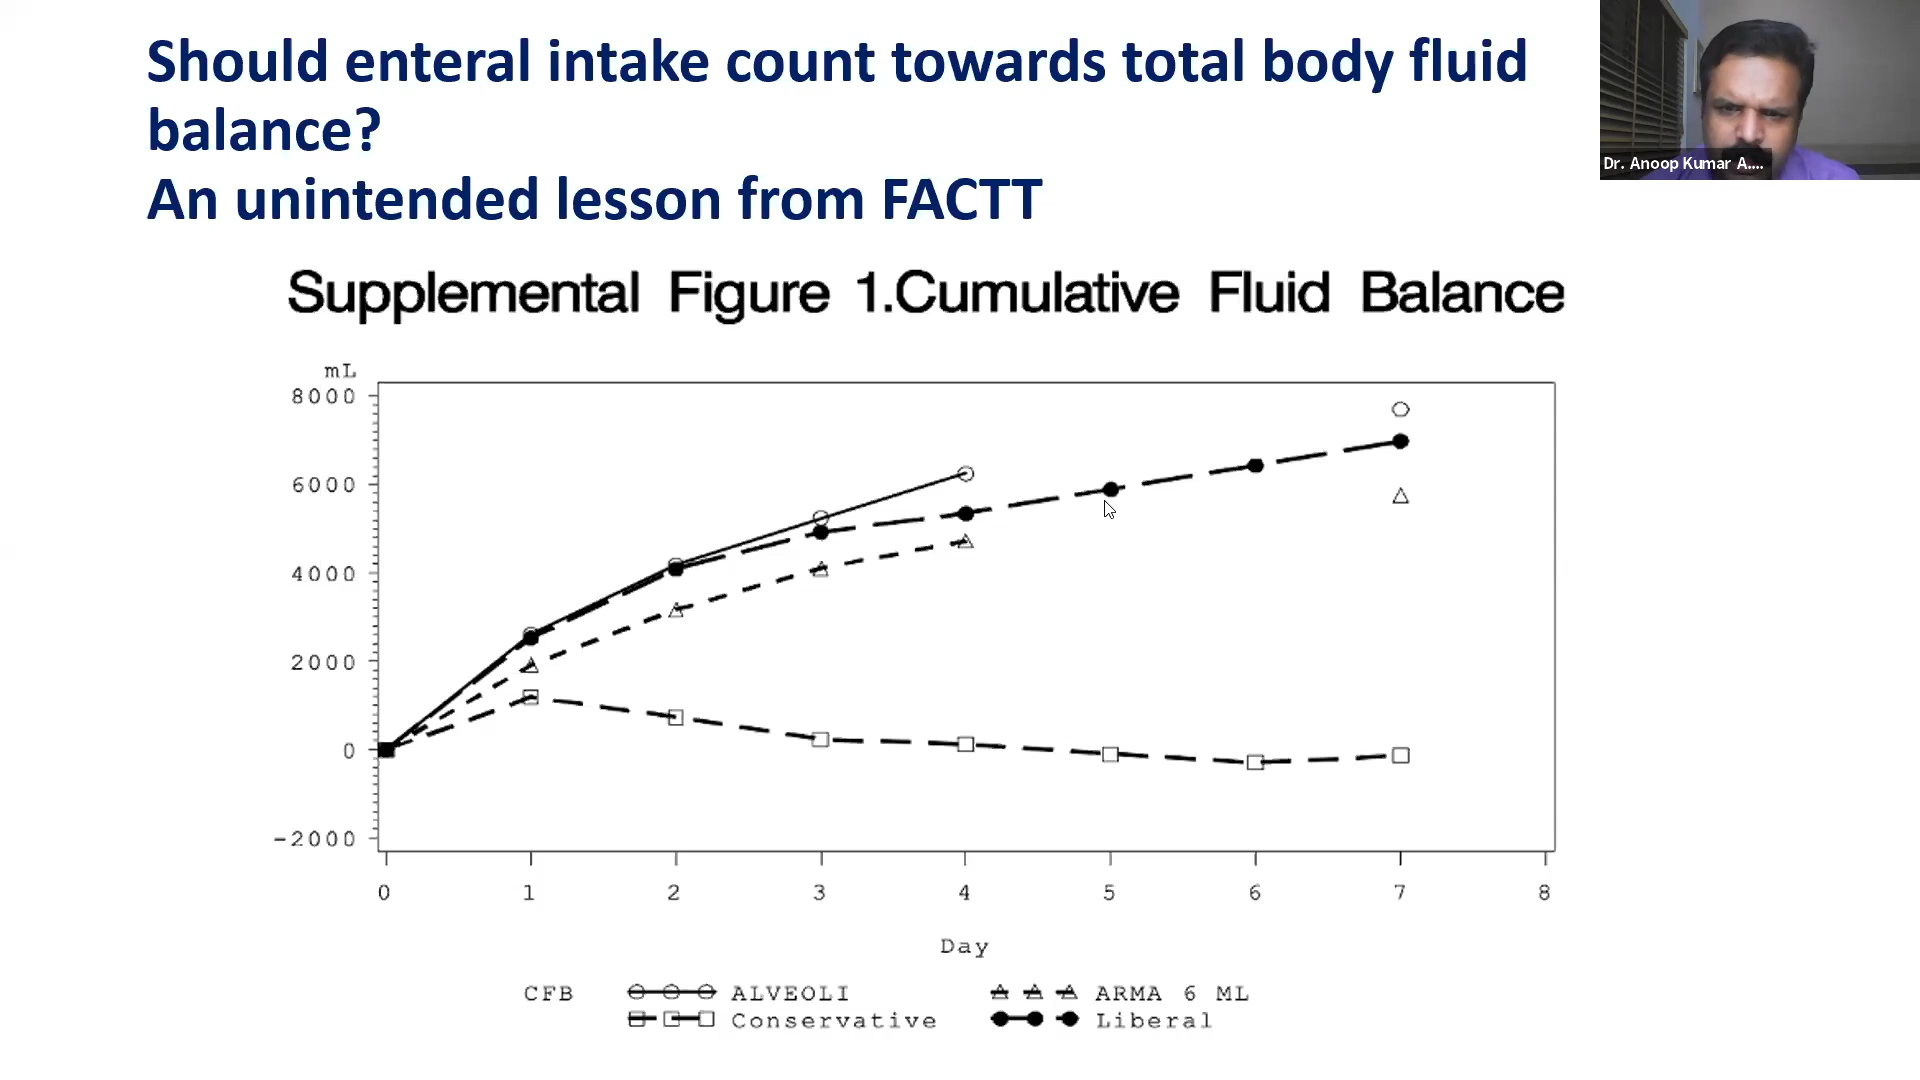 Should enteral intake count towards total body fluid
balance?
An unintended lesson from FACTT
Dr. Anoop Kumar A....
Supplemental Figure 1.Cumulative Fluid Balance
mL
8000
6000
4000
2000
0
-2000
0 1 2 3 4 5 6 7 8
Day
CFB ALVEOLI ARMA 6 ML
Conservative Liberal